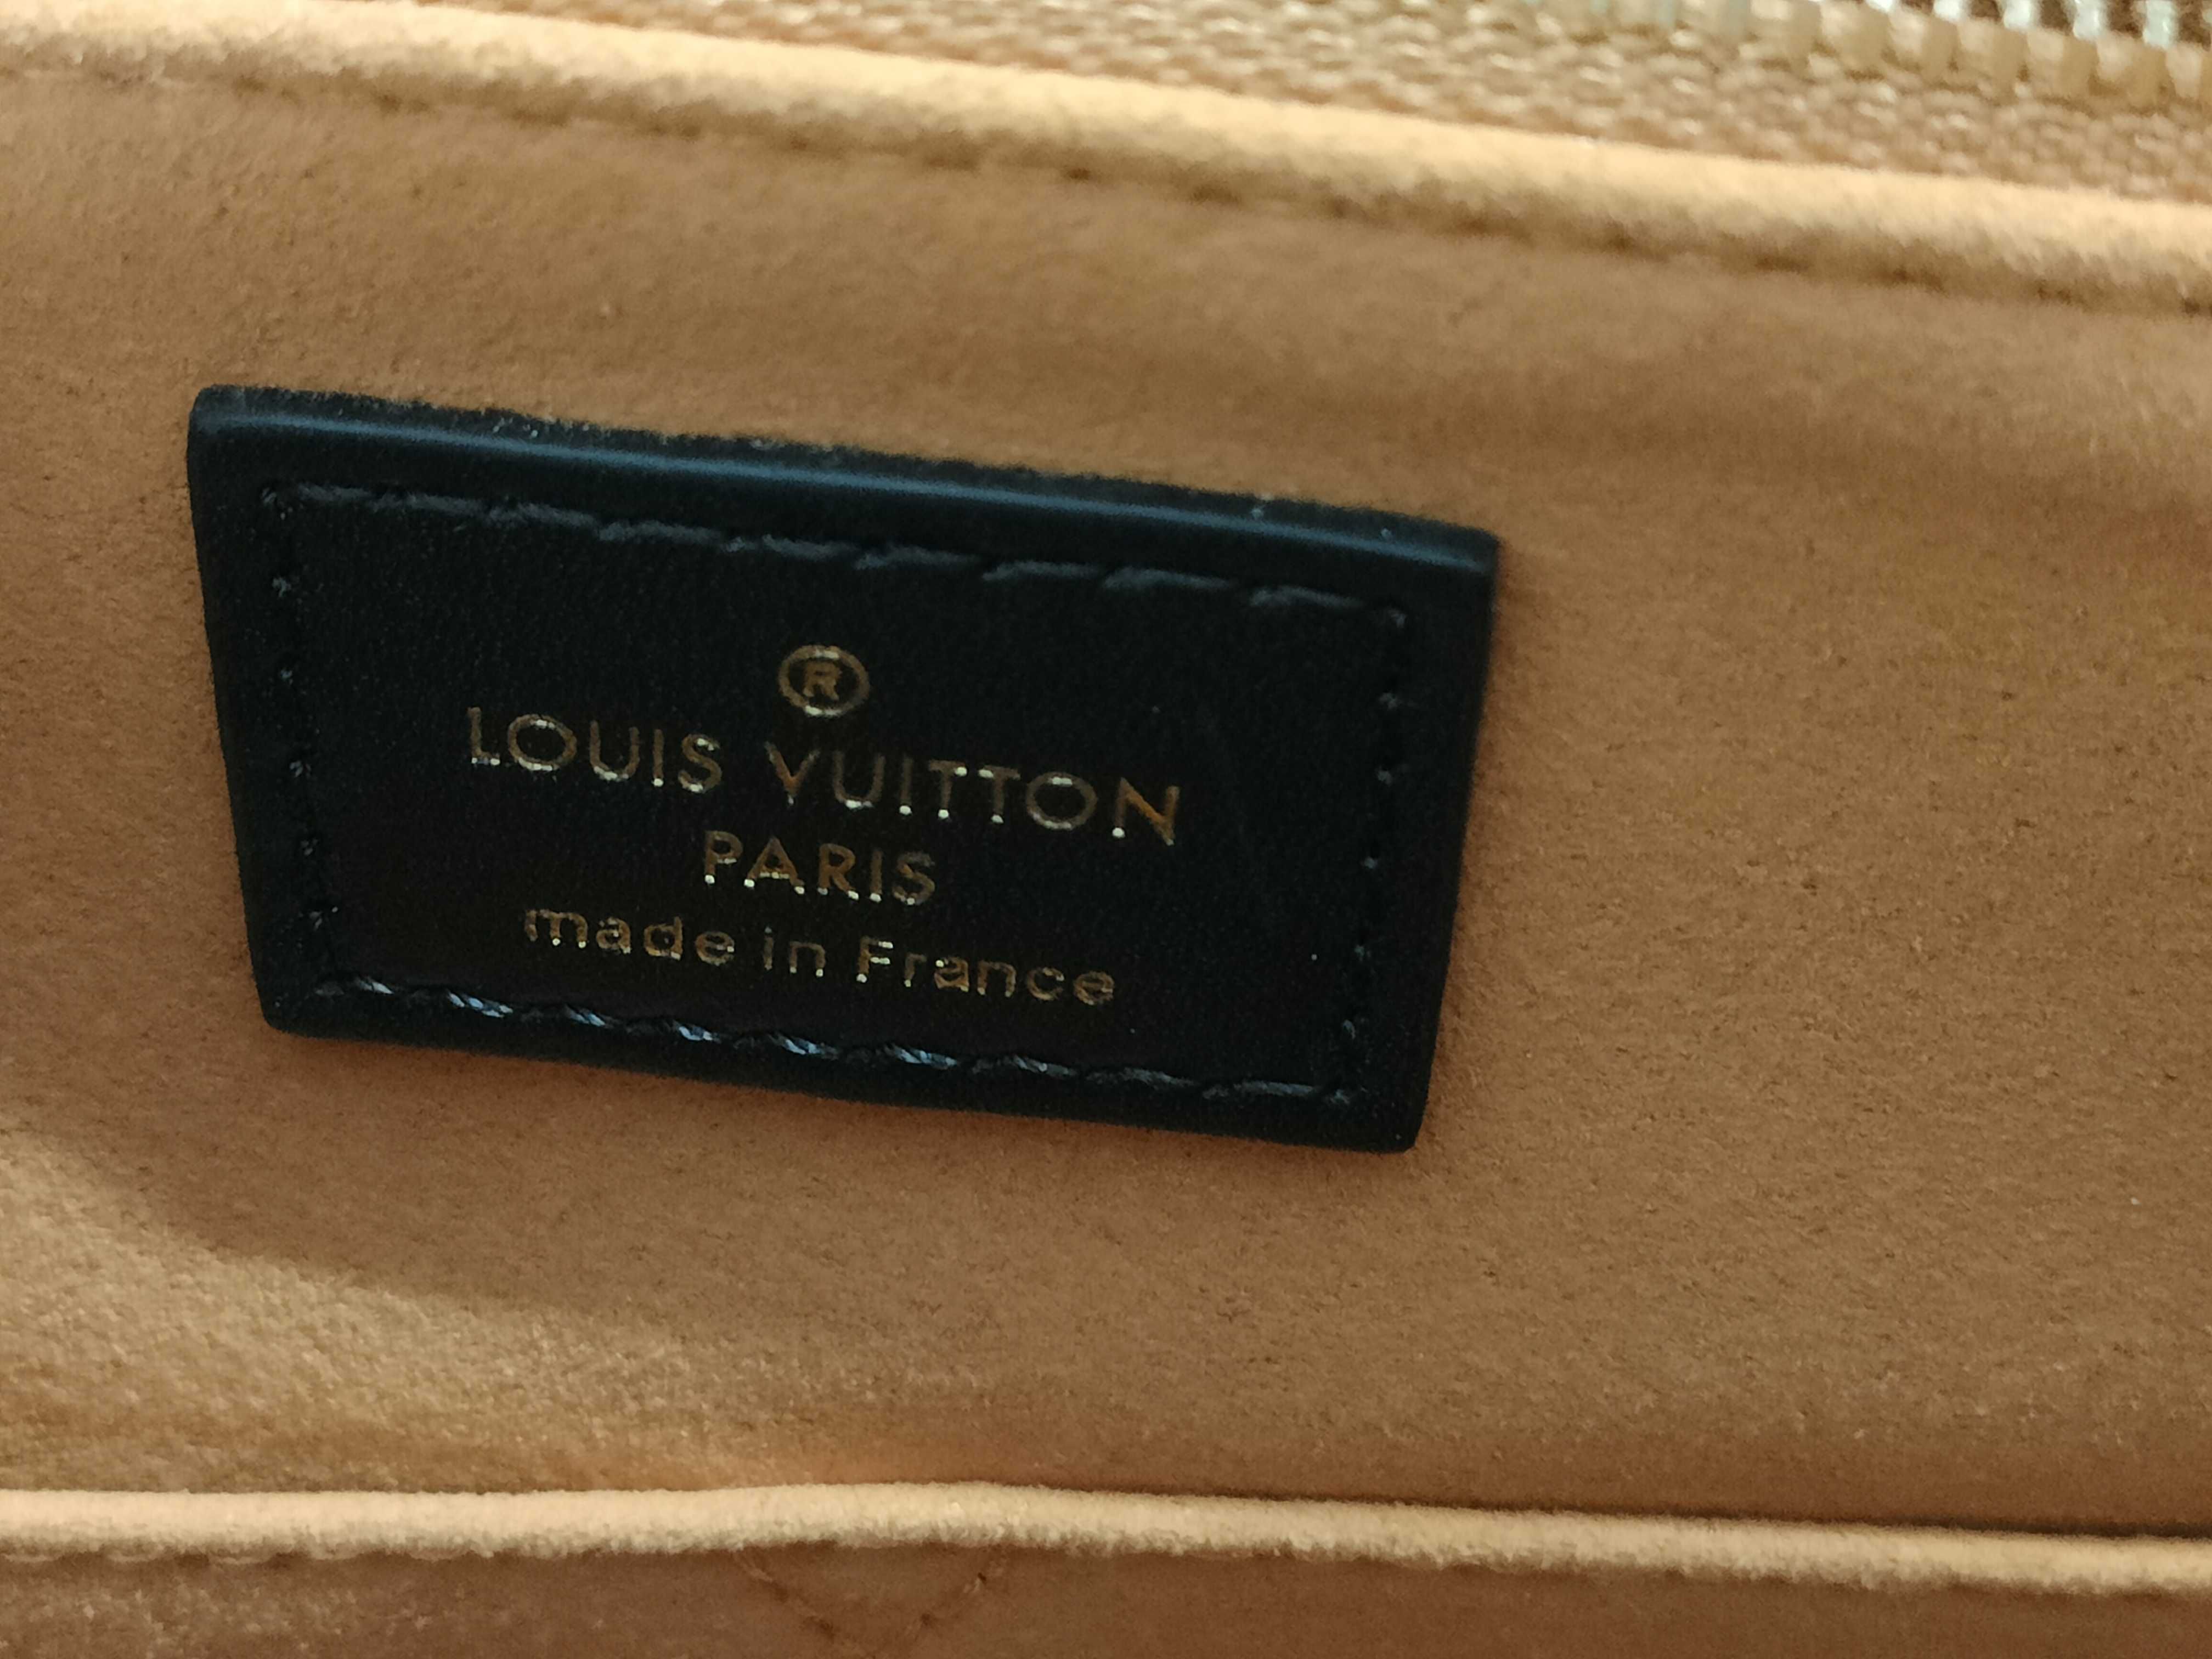 ®
LOUIS VUITTON
PARIS
made in France